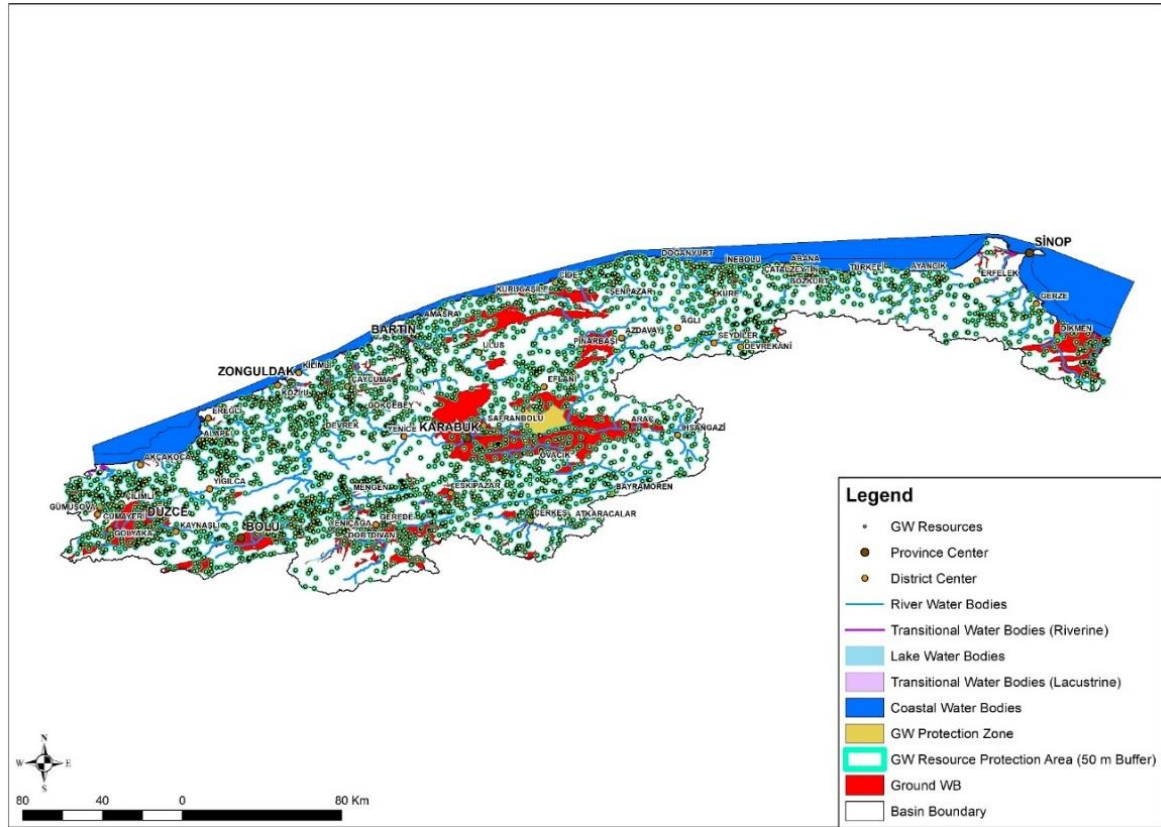 SİNOP
DOĞANYURT
İNEBOLU
ABANA
ÇATALZEYTİN
TÜRKELİ
AYANCIK
BOZKURT
ERFELEK
CİDE
KURUCAŞİLE
ŞENPAZAR
KÜRE
GERZE
AMASRA
BARTIN
AĞLI
AZDAVAY
DİKMEN
ULUS
PINARBAŞI
SEYDİLER
DEVREKANİ
KİLİMLİ
ZONGULDAK
KOZLU
ÇAYCUMA
EFLANİ
GÖKÇEBEY
EREĞLİ
SAFRANBOLU
ALAPLI
DEVREK
KARABÜK
ARAÇ
YENİCE
İHSANGAZİ
OVACIK
AKÇAKOCA
YIĞILCA
MENGEN
ESKİPAZAR
BAYRAMÖREN
ÇİLİMLİ
GÜMÜŞOVA
CUMAYERİ
DÜZCE
KAYNAŞLI
GÖLYAKA
BOLU
YENİÇAĞA
GEREDE
DÖRTDİVAN
ÇERKEŞ
ATKARACALAR
Legend
GW Resources
Province Center
District Center
River Water Bodies
Transitional Water Bodies (Riverine)
Lake Water Bodies
Transitional Water Bodies (Lacustrine)
Coastal Water Bodies
GW Protection Zone
GW Resource Protection Area (50 m Buffer)
Ground WB
Basin Boundary
N
W E
S
80 40 0 80 Km